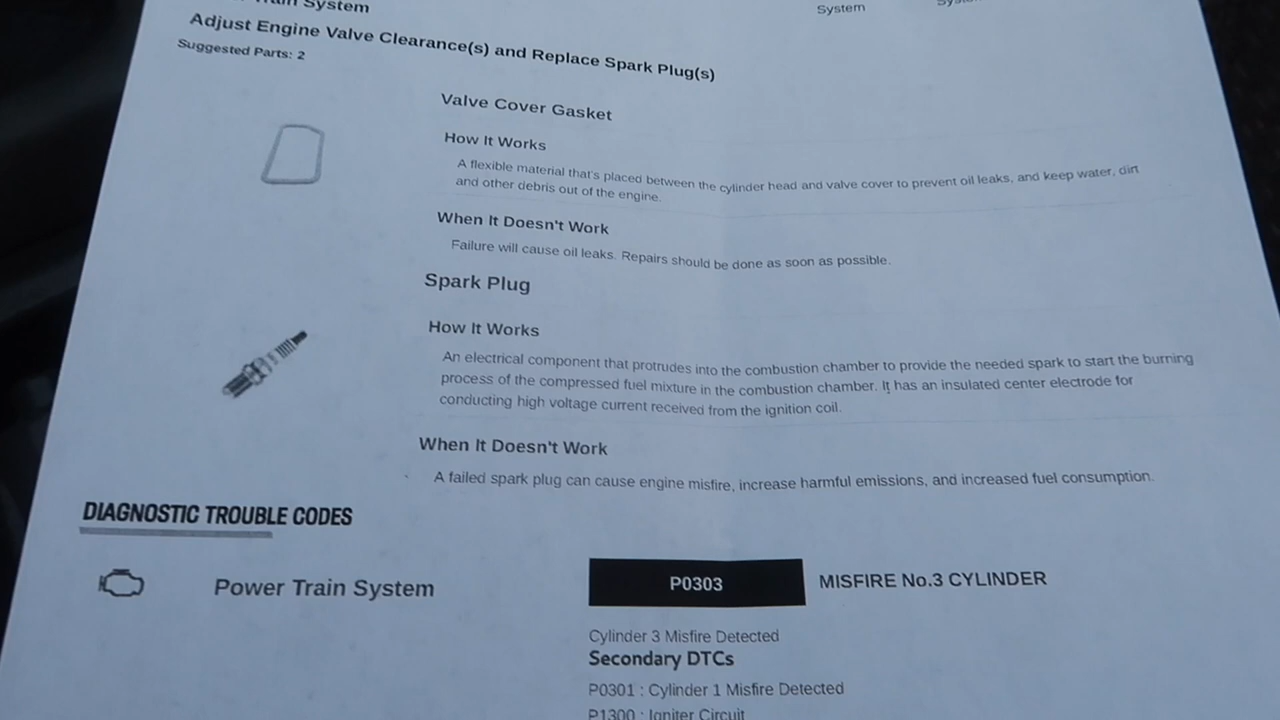 System
System
Adjust Engine Valve Clearance(s) and Replace Spark Plug(s)
Suggested Parts: 2
Valve Cover Gasket
How It Works
A flexible material that's placed between the cylinder head and valve cover to prevent oil leaks, and keep water, dirt
and other debris out of the engine.
When It Doesn't Work
Failure will cause oil leaks. Repairs should be done as soon as possible.
Spark Plug
How It Works
An electrical component that protrudes into the combustion chamber to provide the needed spark to start the burning
process of the compressed fuel mixture in the combustion chamber. It has an insulated center electrode for
conducting high voltage current received from the ignition coil.
When It Doesn't Work
A failed spark plug can cause engine misfire, increase harmful emissions, and increased fuel consumption.
DIAGNOSTIC TROUBLE CODES
Power Train System
P0303
MISFIRE No.3 CYLINDER
Cylinder 3 Misfire Detected
Secondary DTCs
P0301 : Cylinder 1 Misfire Detected
P1300 : Igniter Circuit